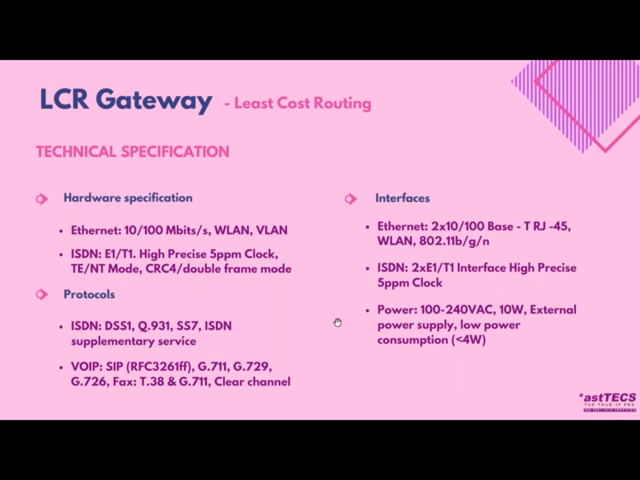 LCR Gateway - Least Cost Routing
TECHNICAL SPECIFICATION
Hardware specification
• Ethernet: 10/100 Mbits/s, WLAN, VLAN
• ISDN: E1/T1. High Precise 5ppm Clock,
TE/NT Mode, CRC4/double frame mode
Protocols
• ISDN: DSS1, Q.931, SS7, ISDN
supplementary service
• VOIP: SIP (RFC3261ff), G.711, G.729,
G.726, Fax: T.38 & G.711, Clear channel
Interfaces
• Ethernet: 2x10/100 Base - T RJ -45,
WLAN, 802.11b/g/n
• ISDN: 2xE1/T1 Interface High Precise
5ppm Clock
• Power: 100-240VAC, 10W, External
power supply, low power
consumption (<4W)
*astTECS
THE TRUE IP PBX